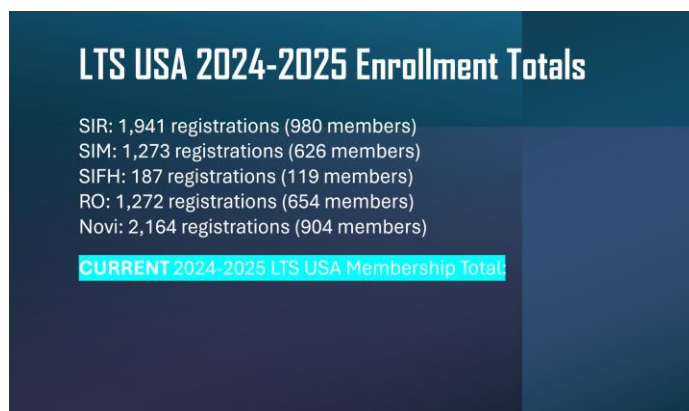 LTS USA 2024-2025 Enrollment Totals
SIR: 1,941 registrations (980 members)
SIM: 1,273 registrations (626 members)
SIFH: 187 registrations (119 members)
RO: 1,272 registrations (654 members)
Novi: 2,164 registrations (904 members)
CURRENT 2024-2025 LTS USA Membership Total: